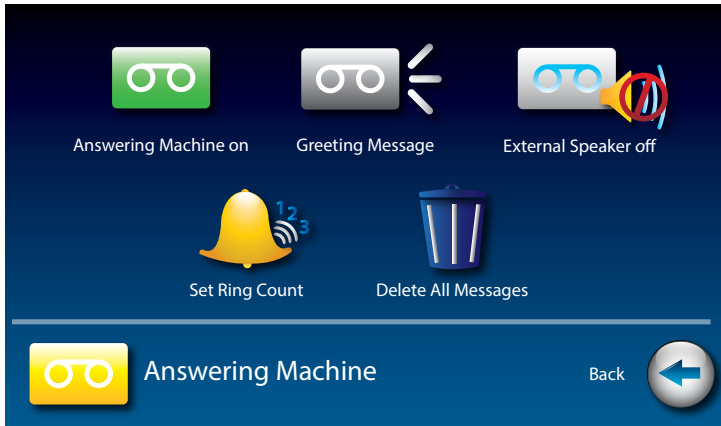 Answering Machine on
Greeting Message
External Speaker off
1 2 3
Set Ring Count
Delete All Messages
Answering Machine
Back